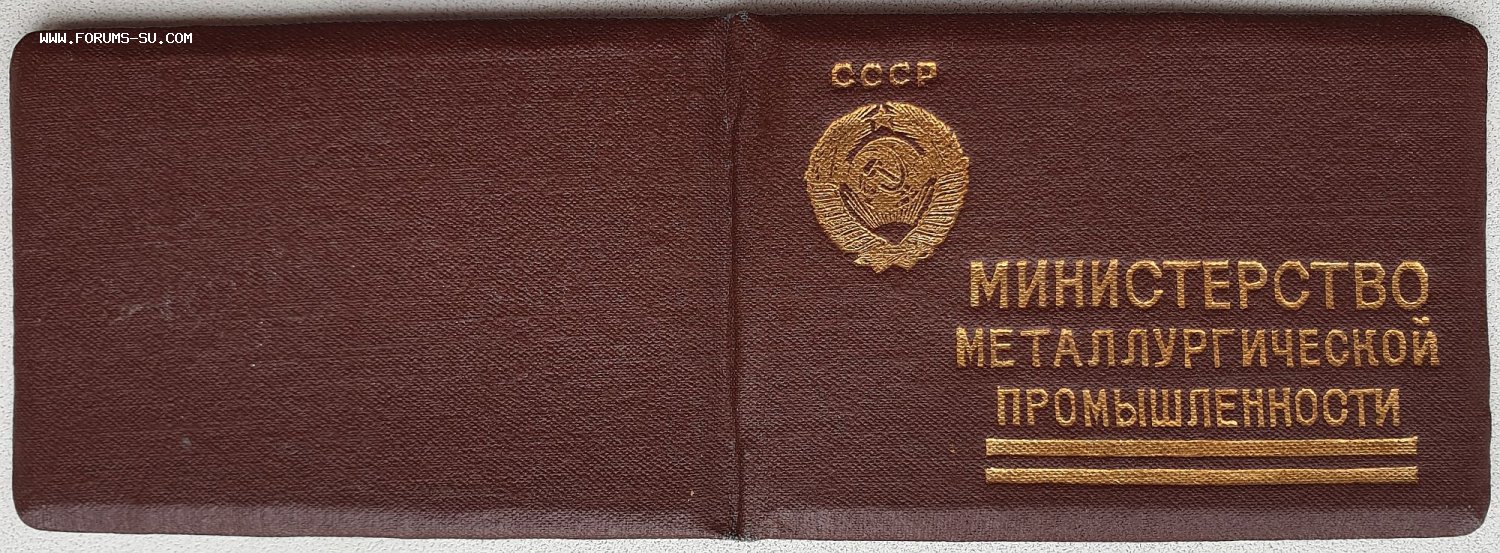 WWW.FORUMS-SU.COM
СССР
МИНИСТЕРСТВО
МЕТАЛЛУРГИЧЕСКОЙ
ПРОМЫШЛЕННОСТИ